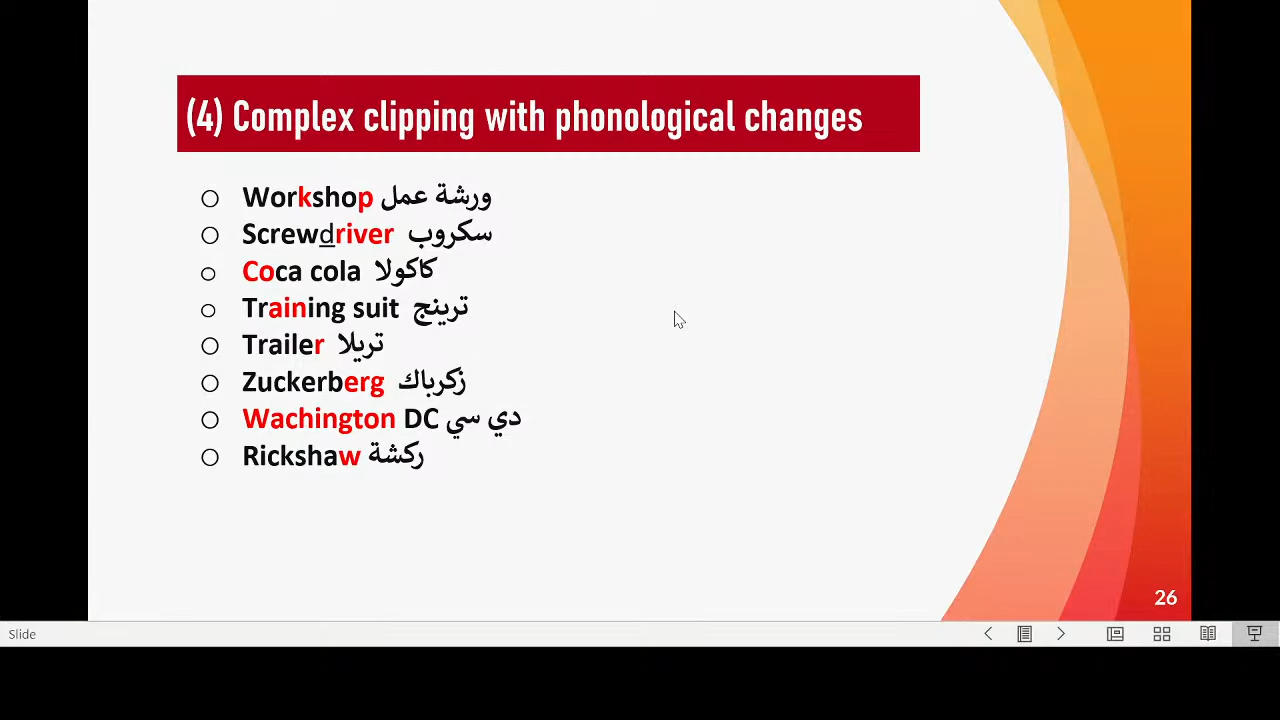 (4) Complex clipping with phonological changes
Workshop ورشة عمل
Screwdriver سكروب
Coca cola كاكولا
Training suit ترينج
Trailer تريلا
Zuckerberg زكرباك
Wachington DC دي سي
Rickshaw ركشة
26
Slide